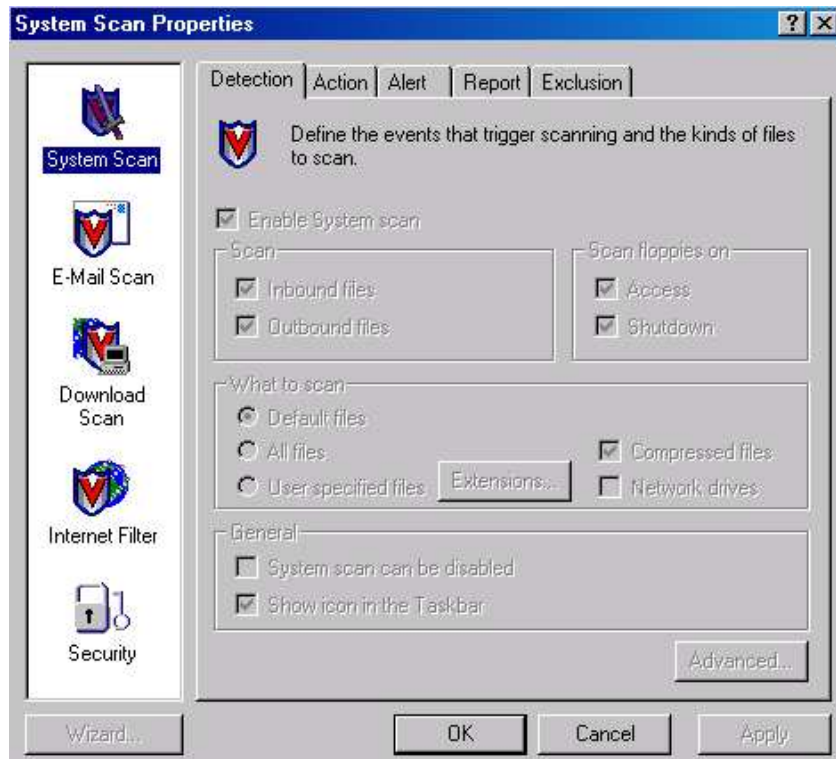 System Scan Properties
System Scan
E-Mail Scan
Download
Scan
Internet Filter
Security
Detection Action Alert Report Exclusion
Define the events that trigger scanning and the kinds of files
to scan.
Enable System scan
Scan
Inbound files
Outbound files
Scan floppies on
Access
Shutdown
What to scan
Default files
All files
User specified files
Extensions...
Compressed files
Network drives
General
System scan can be disabled
Show icon in the Taskbar
Advanced...
Wizard... OK Cancel Apply